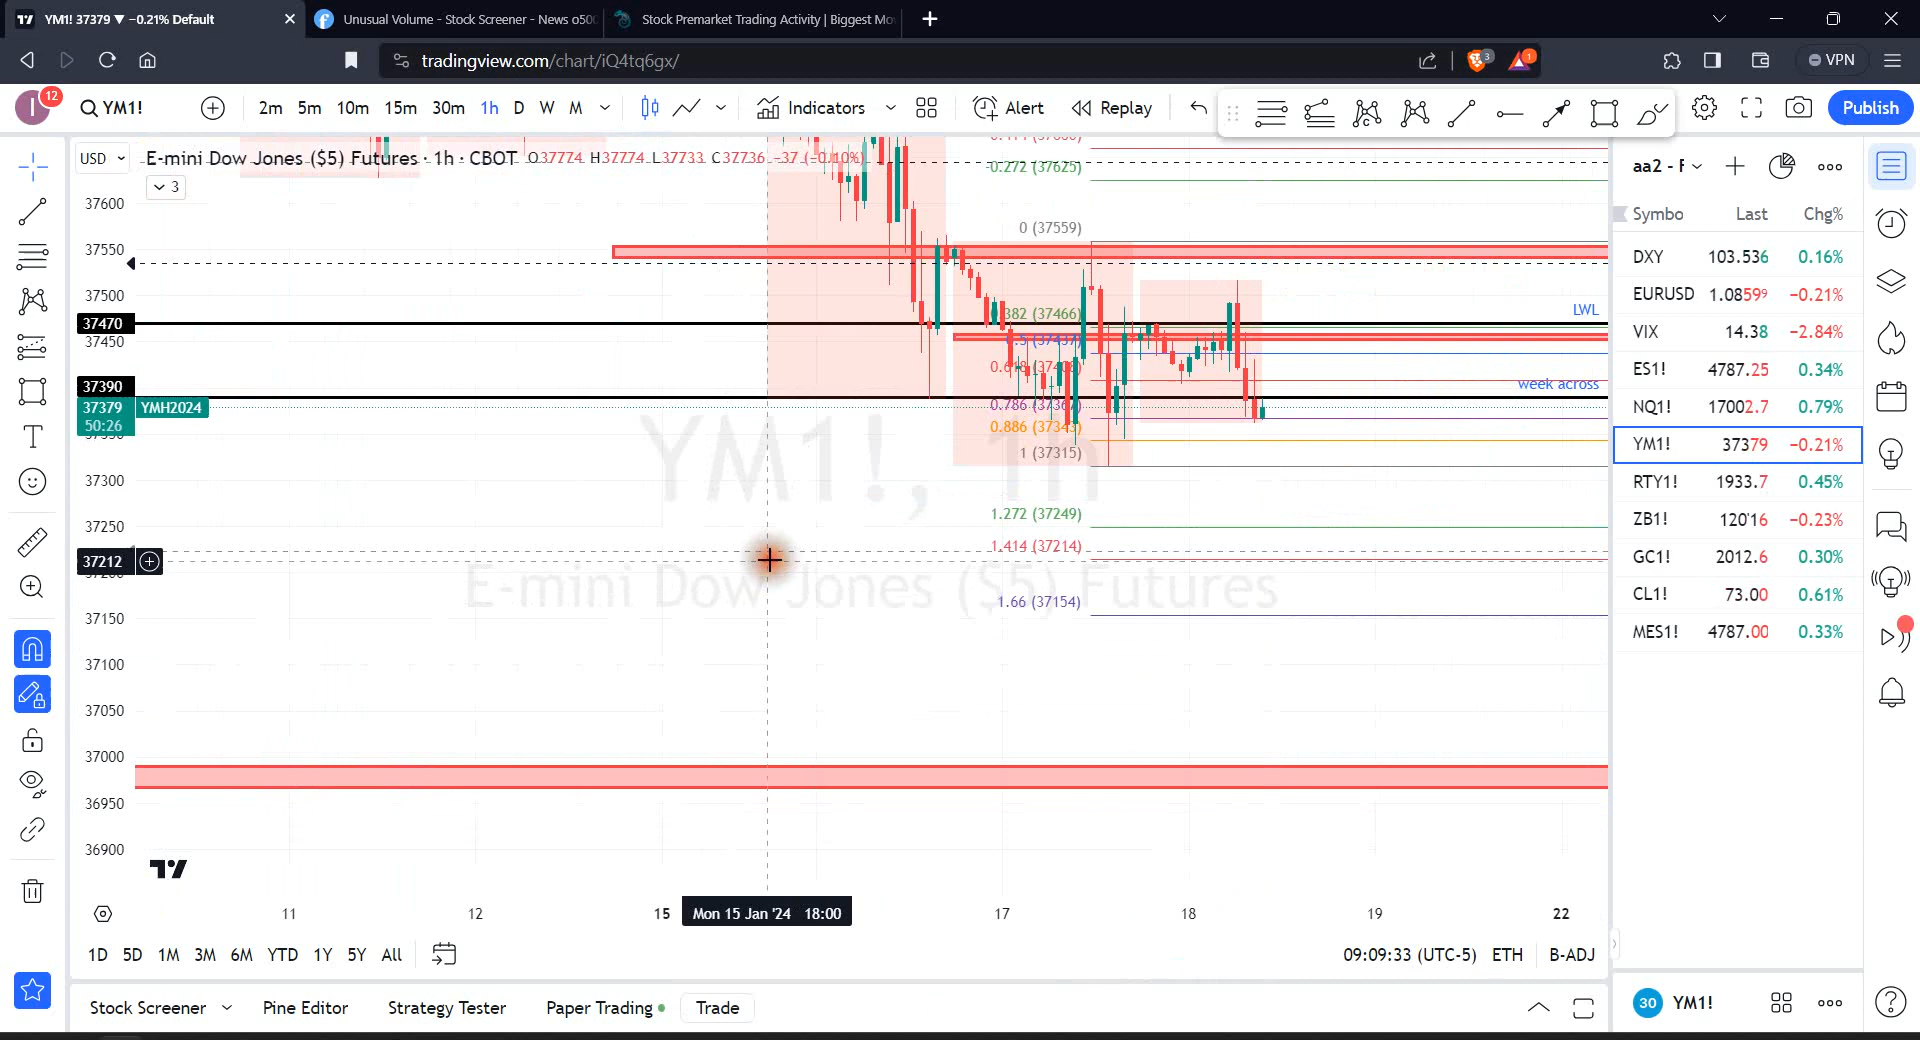 YM1! 37379 ▼ −0.21% Default
Unusual Volume - Stock Screener - News
Stock Premarket Trading Activity | Biggest Mo
tradingview.com/chart/iQ4tq6gx/
3
1
VPN
I
12
YM1!
2m 5m 10m 15m 30m 1h D W M
Indicators
Alert
Replay
Publish
USD
E-mini Dow Jones ($5) Futures · 1h · CBOT O37774 H37774 L37733 C37736 −37 (−0.10%)
3
-0.272 (37625)
37600
0 (37559)
37550
37500
LWL
0.382 (37466)
37470
37450
0.5 (37437)
0.618 (37408)
week across
37390
37379 YMH2024
50:26
0.786 (37367)
0.886 (37343)
1 (37315)
YM1!, 1h
37300
1.272 (37249)
37250
1.414 (37214)
37212
E-mini Dow Jones ($5) Futures
1.66 (37154)
37150
37100
37050
37000
36950
36900
11 12 15 Mon 15 Jan '24 18:00 17 18 19 22
1D 5D 1M 3M 6M YTD 1Y 5Y All
09:09:33 (UTC-5) ETH B-ADJ
Stock Screener Pine Editor Strategy Tester Paper Trading Trade
aa2 - F
Symbo Last Chg%
DXY 103.536 0.16%
EURUSD 1.08599 −0.21%
VIX 14.38 −2.84%
ES1! 4787.25 0.34%
NQ1! 17002.7 0.79%
YM1! 37379 −0.21%
RTY1! 1933.7 0.45%
ZB1! 120'16 −0.23%
GC1! 2012.6 0.30%
CL1! 73.00 0.61%
MES1! 4787.00 0.33%
30 YM1!